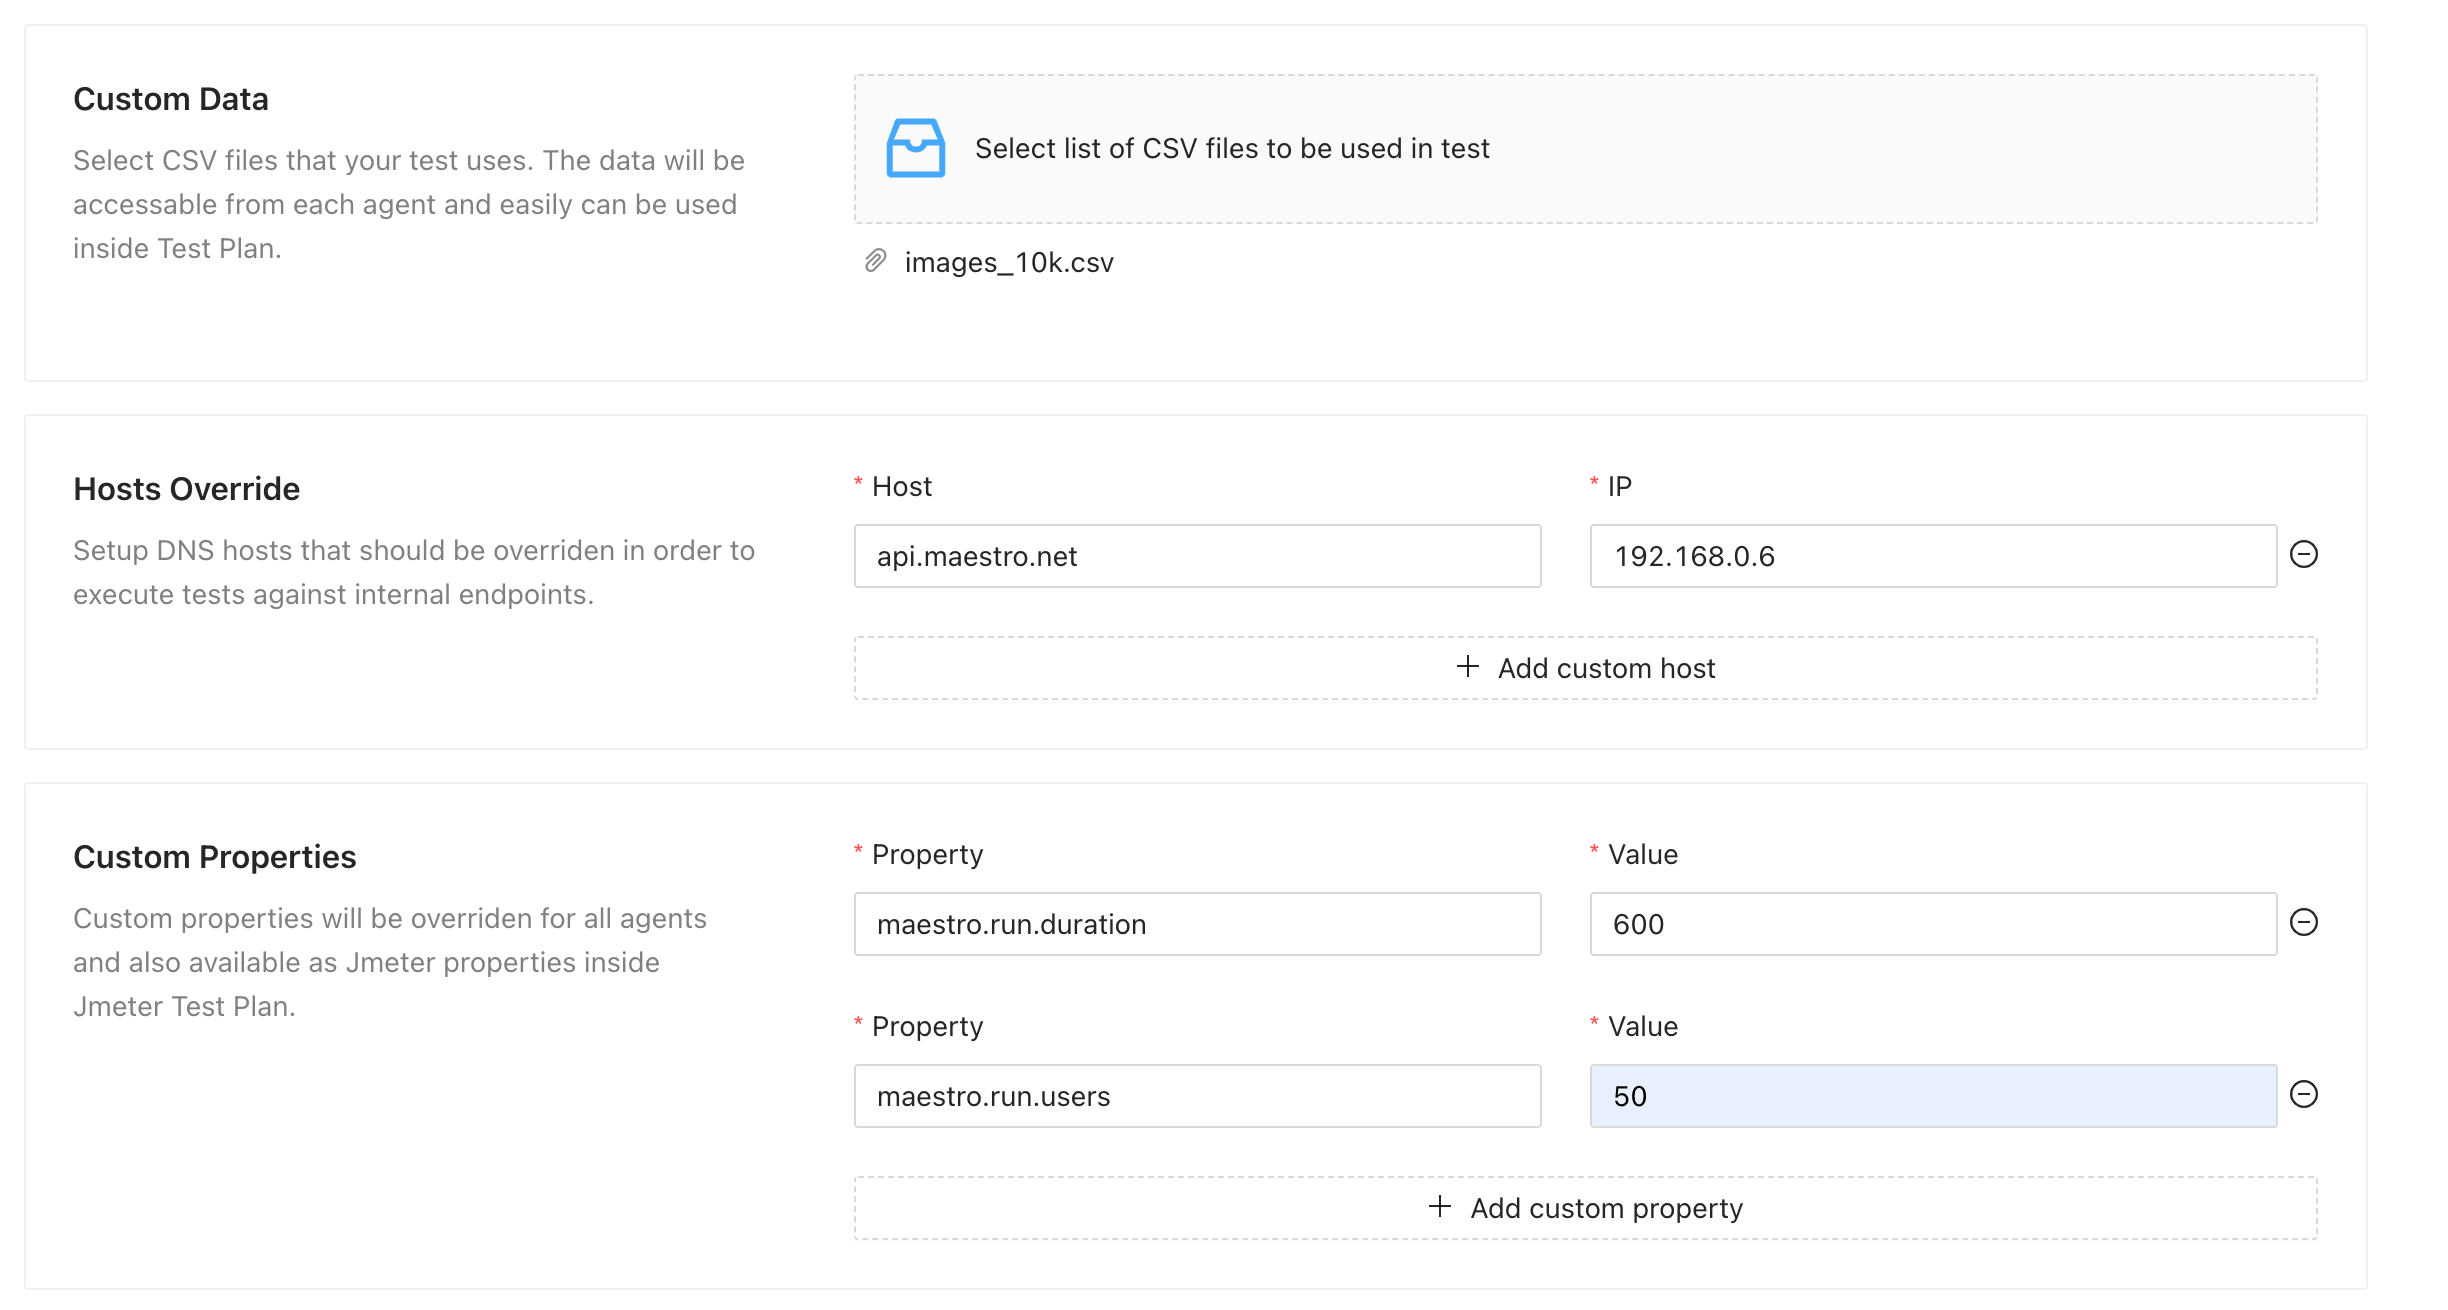 Custom Data
Select CSV files that your test uses. The data will be
accessable from each agent and easily can be used
inside Test Plan.
Select list of CSV files to be used in test
images_10k.csv
Hosts Override
Setup DNS hosts that should be overriden in order to
execute tests against internal endpoints.
* Host
* IP
api.maestro.net
192.168.0.6
+ Add custom host
Custom Properties
Custom properties will be overriden for all agents
and also available as Jmeter properties inside
Jmeter Test Plan.
* Property
* Value
maestro.run.duration
600
* Property
* Value
maestro.run.users
50
+ Add custom property